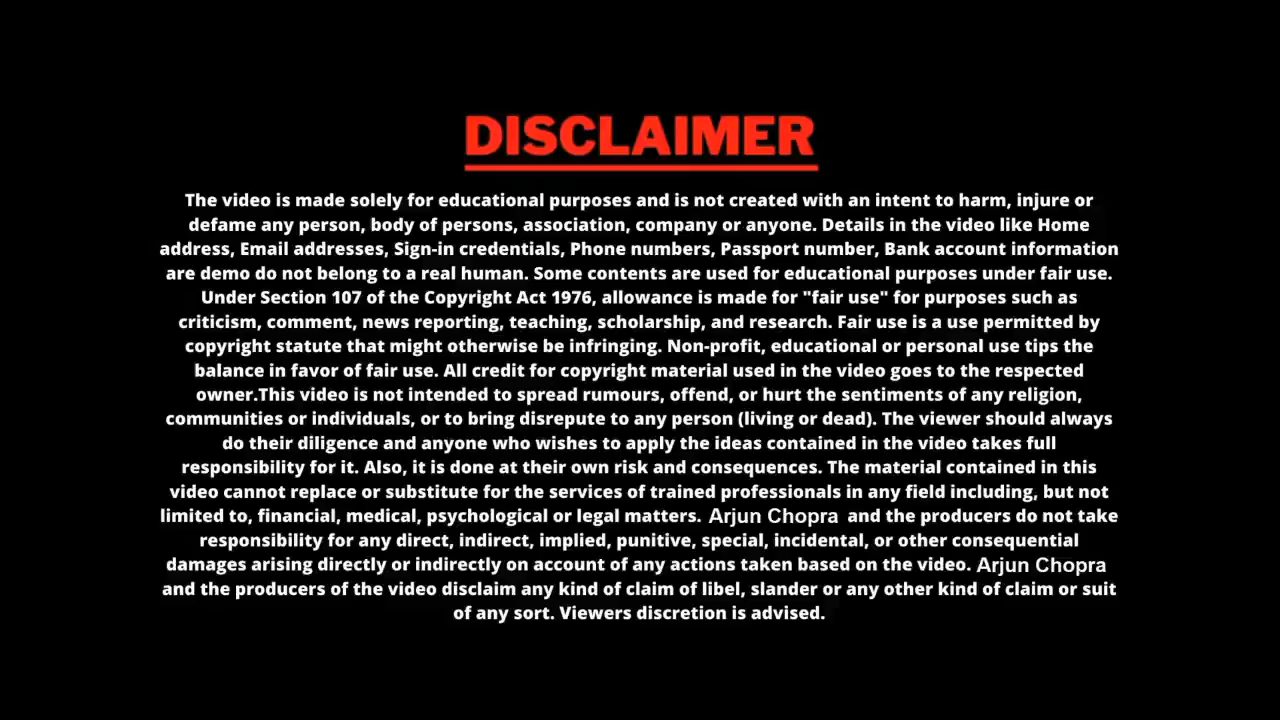 DISCLAIMER
The video is made solely for educational purposes and is not created with an intent to harm, injure or
defame any person, body of persons, association, company or anyone. Details in the video like Home
address, Email addresses, Sign-in credentials, Phone numbers, Passport number, Bank account information
are demo do not belong to a real human. Some contents are used for educational purposes under fair use.
Under Section 107 of the Copyright Act 1976, allowance is made for "fair use" for purposes such as
criticism, comment, news reporting, teaching, scholarship, and research. Fair use is a use permitted by
copyright statute that might otherwise be infringing. Non-profit, educational or personal use tips the
balance in favor of fair use. All credit for copyright material used in the video goes to the respected
owner.This video is not intended to spread rumours, offend, or hurt the sentiments of any religion,
communities or individuals, or to bring disrepute to any person (living or dead). The viewer should always
do their diligence and anyone who wishes to apply the ideas contained in the video takes full
responsibility for it. Also, it is done at their own risk and consequences. The material contained in this
video cannot replace or substitute for the services of trained professionals in any field including, but not
limited to, financial, medical, psychological or legal matters. Arjun Chopra and the producers do not take
responsibility for any direct, indirect, implied, punitive, special, incidental, or other consequential
damages arising directly or indirectly on account of any actions taken based on the video. Arjun Chopra
and the producers of the video disclaim any kind of claim of libel, slander or any other kind of claim or suit
of any sort. Viewers discretion is advised.